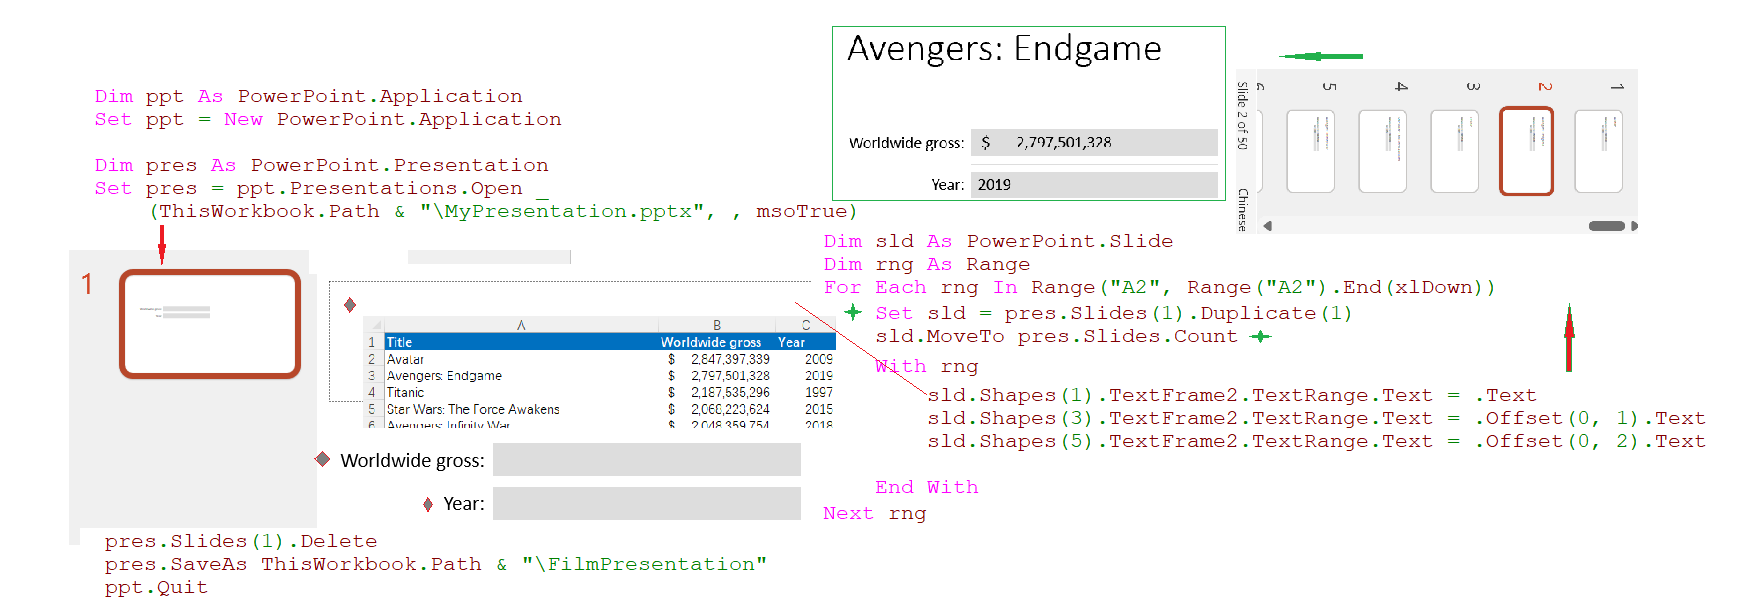 Dim ppt As PowerPoint.Application
Set ppt = New PowerPoint.Application
Dim pres As PowerPoint.Presentation
Set pres = ppt.Presentations.Open _
(ThisWorkbook.Path & "\MyPresentation.pptx", , msoTrue)
Avengers: Endgame
Worldwide gross: $ 2,797,501,328
Year: 2019
Slide 2 of 50 Chinese
1
2
3
4
5
6
1
A B C
1 Title Worldwide gross Year
2 Avatar $ 2,847,397,339 2009
3 Avengers: Endgame $ 2,797,501,328 2019
4 Titanic $ 2,187,535,296 1997
5 Star Wars: The Force Awakens $ 2,068,223,624 2015
6 Avengers: Infinity War $ 2,048,359,754 2018
Worldwide gross:
Year:
Dim sld As PowerPoint.Slide
Dim rng As Range
For Each rng In Range("A2", Range("A2").End(xlDown))
Set sld = pres.Slides(1).Duplicate(1)
sld.MoveTo pres.Slides.Count
With rng
sld.Shapes(1).TextFrame2.TextRange.Text = .Text
sld.Shapes(3).TextFrame2.TextRange.Text = .Offset(0, 1).Text
sld.Shapes(5).TextFrame2.TextRange.Text = .Offset(0, 2).Text
End With
Next rng
pres.Slides(1).Delete
pres.SaveAs ThisWorkbook.Path & "\FilmPresentation"
ppt.Quit